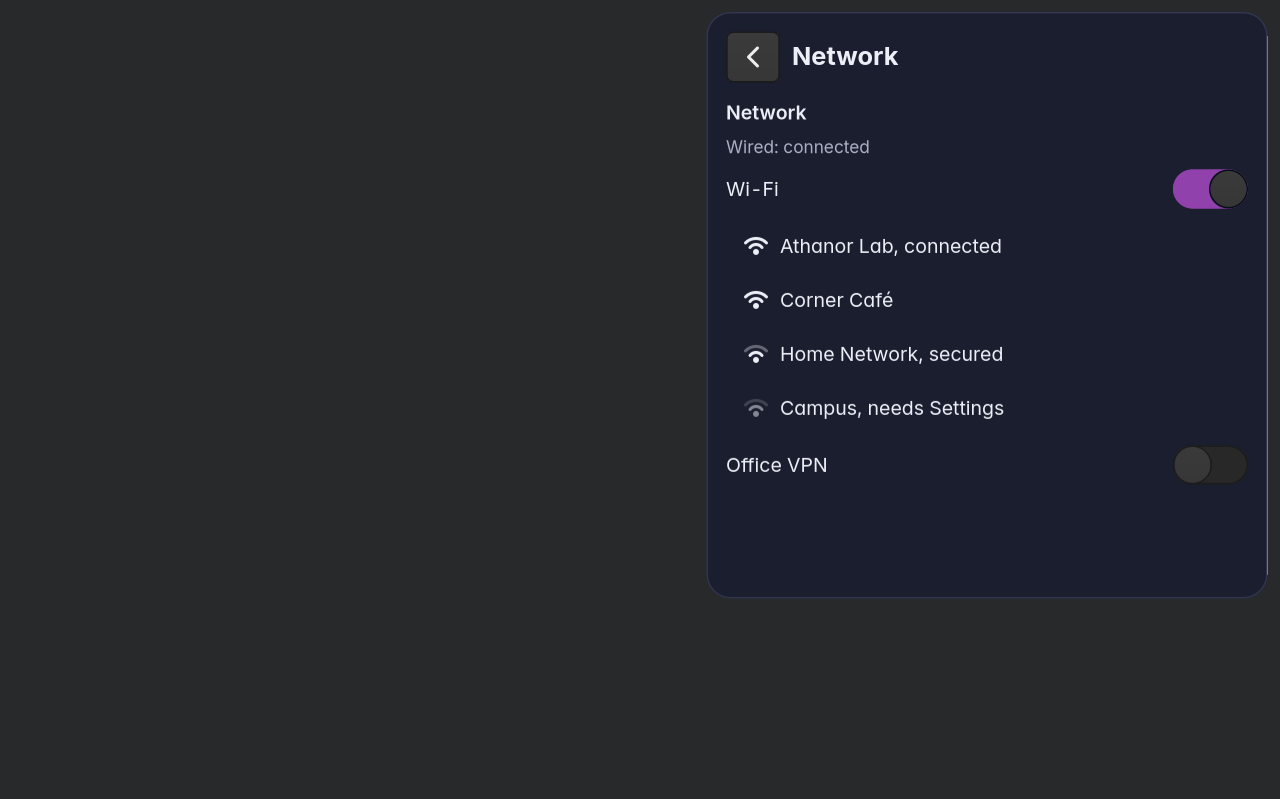 Network
Network
Wired: connected
Wi-Fi
Athanor Lab, connected
Corner Café
Home Network, secured
Campus, needs Settings
Office VPN